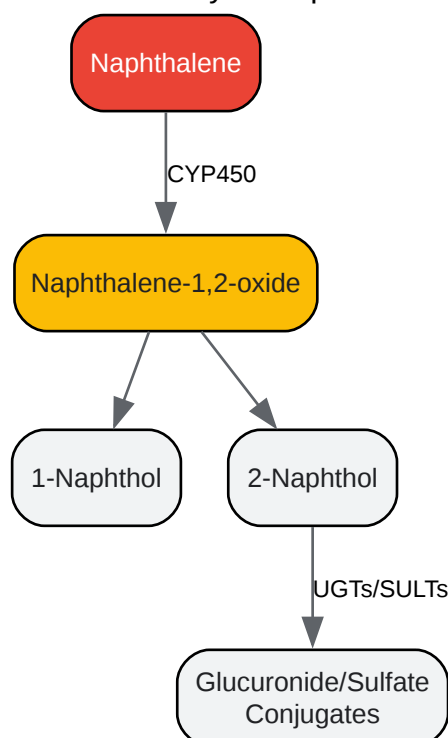 Naphthalene
CYP450
Naphthalene-1,2-oxide
1-Naphthol
2-Naphthol
UGTs/SULTs
Glucuronide/Sulfate
Conjugates